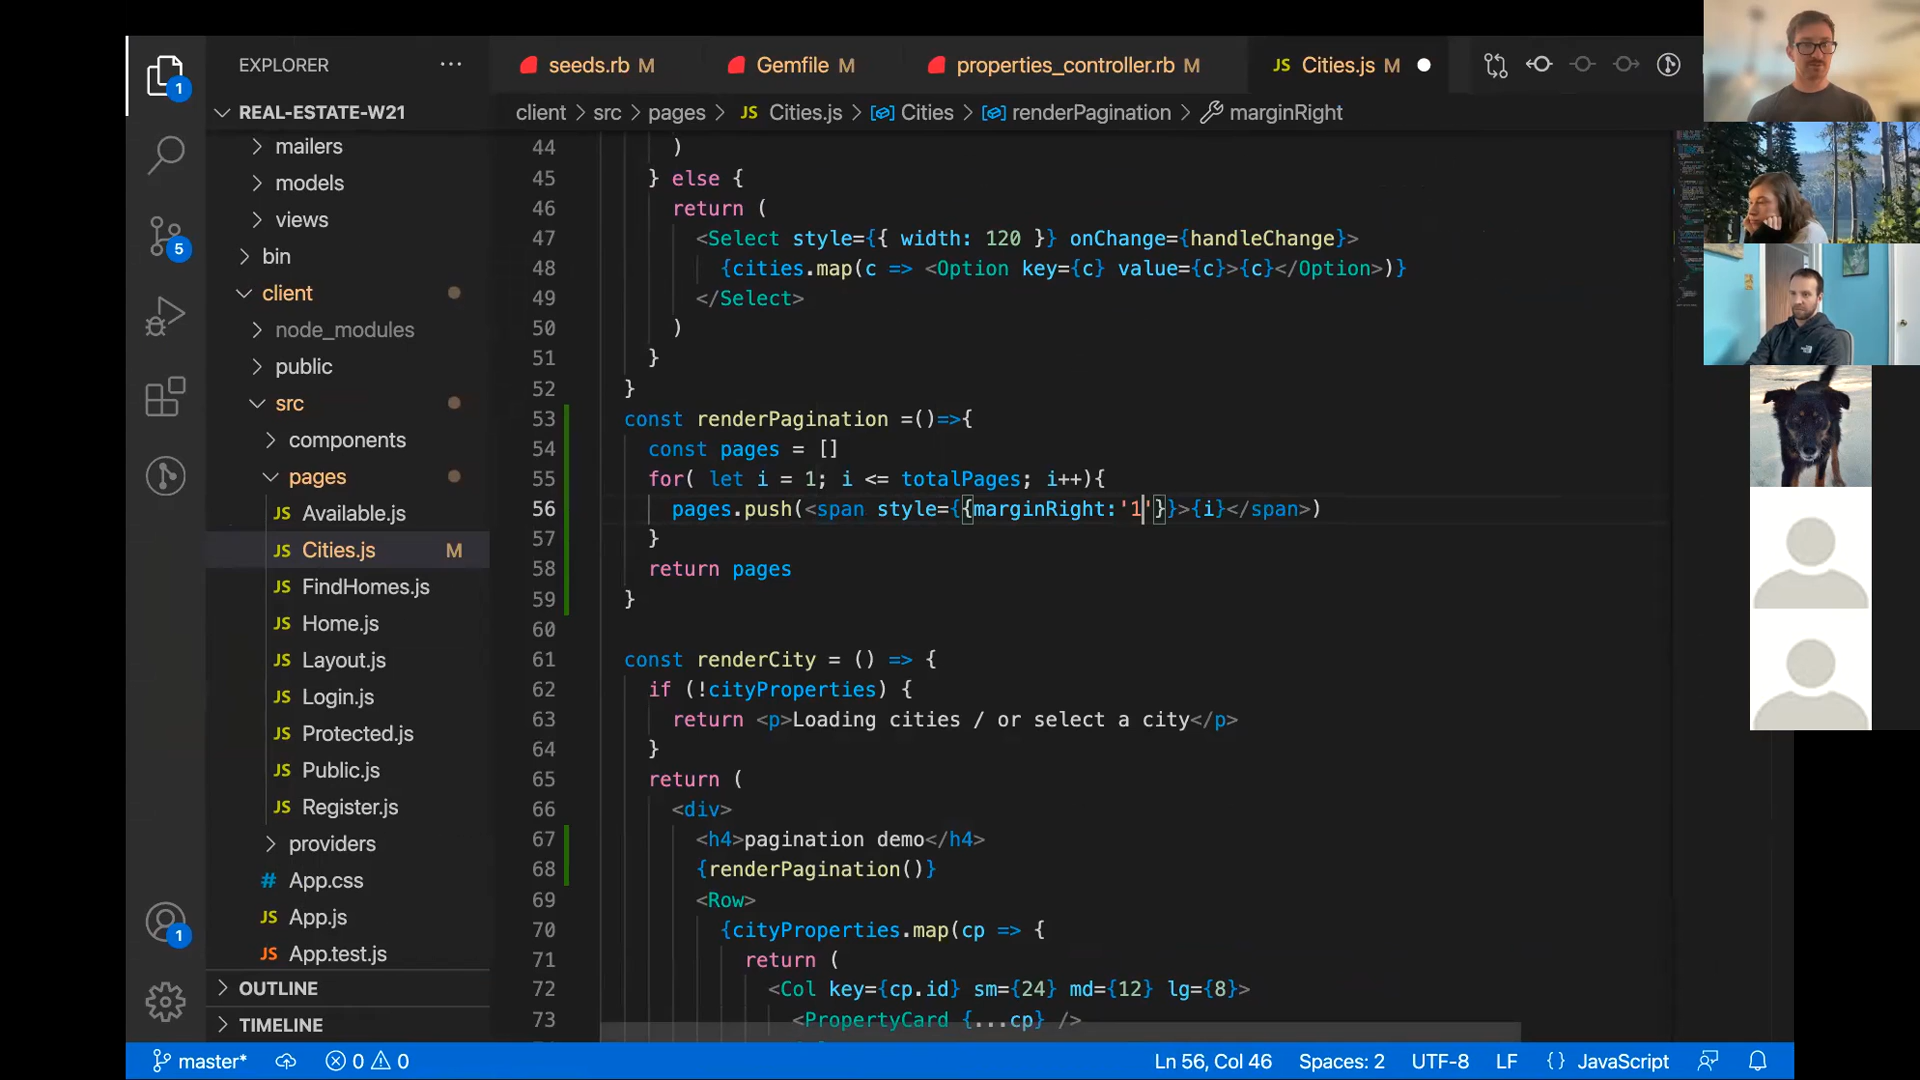 EXPLORER ...
REAL-ESTATE-W21
mailers
models
views
bin
client
node_modules
public
src
components
pages
JS Available.js
JS Cities.js M
JS FindHomes.js
JS Home.js
JS Layout.js
JS Login.js
JS Protected.js
JS Public.js
JS Register.js
providers
# App.css
JS App.js
JS App.test.js
OUTLINE
TIMELINE
1
5
1
seeds.rb M Gemfile M properties_controller.rb M JS Cities.js M
client > src > pages > JS Cities.js > Cities > renderPagination > marginRight
44 )
45 } else {
46 return (
47 <Select style={{ width: 120 }} onChange={handleChange}>
48 {cities.map(c => <Option key={c} value={c}>{c}</Option>)}
49 </Select>
50 )
51 }
52 }
53 const renderPagination =()=>{
54 const pages = []
55 for( let i = 1; i <= totalPages; i++){
56 pages.push(<span style={{marginRight:'1'}}>{i}</span>)
57 }
58 return pages
59 }
60
61 const renderCity = () => {
62 if (!cityProperties) {
63 return <p>Loading cities / or select a city</p>
64 }
65 return (
66 <div>
67 <h4>pagination demo</h4>
68 {renderPagination()}
69 <Row>
70 {cityProperties.map(cp => {
71 return (
72 <Col key={cp.id} sm={24} md={12} lg={8}>
73 <PropertyCard {...cp} />
master* 0 0 Ln 56, Col 46 Spaces: 2 UTF-8 LF {} JavaScript